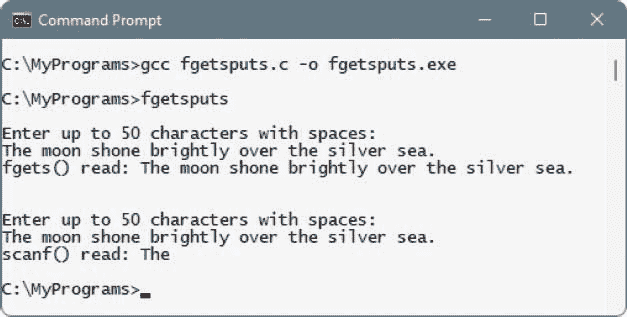 Command Prompt
C:\MyPrograms>gcc fgetsputs.c -o fgetsputs.exe
C:\MyPrograms>fgetsputs
Enter up to 50 characters with spaces:
The moon shone brightly over the silver sea.
fgets() read: The moon shone brightly over the silver sea.
Enter up to 50 characters with spaces:
The moon shone brightly over the silver sea.
scanf() read: The
C:\MyPrograms>